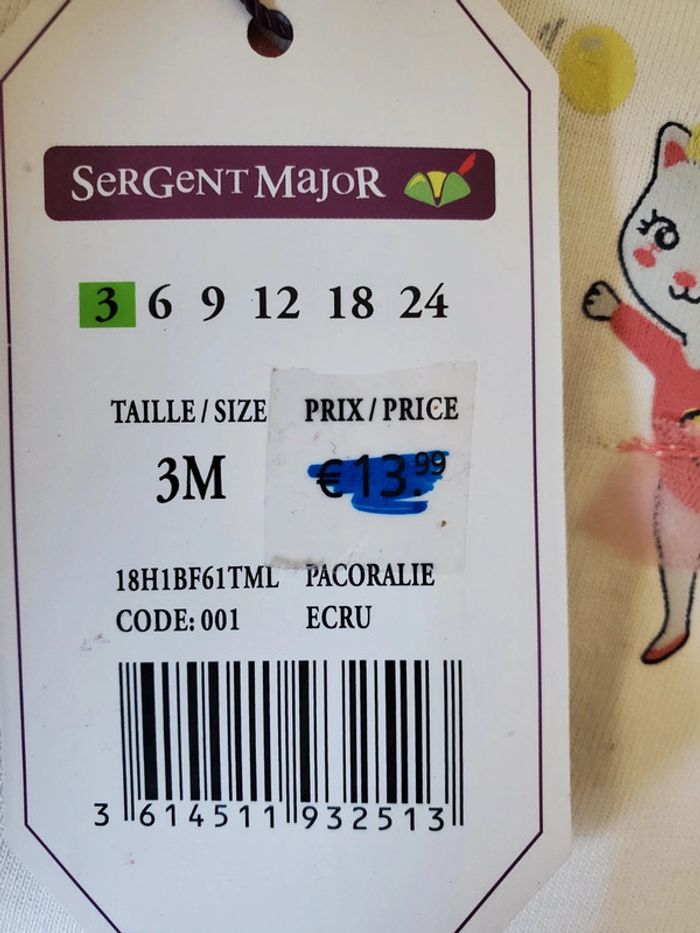 SeRGeNT MaJoR
3 6 9 12 18 24
TAILLE / SIZE PRIX / PRICE
3M €13.99
18H1BF61TML PACORALIE
CODE: 001 ECRU
3 614511 932513